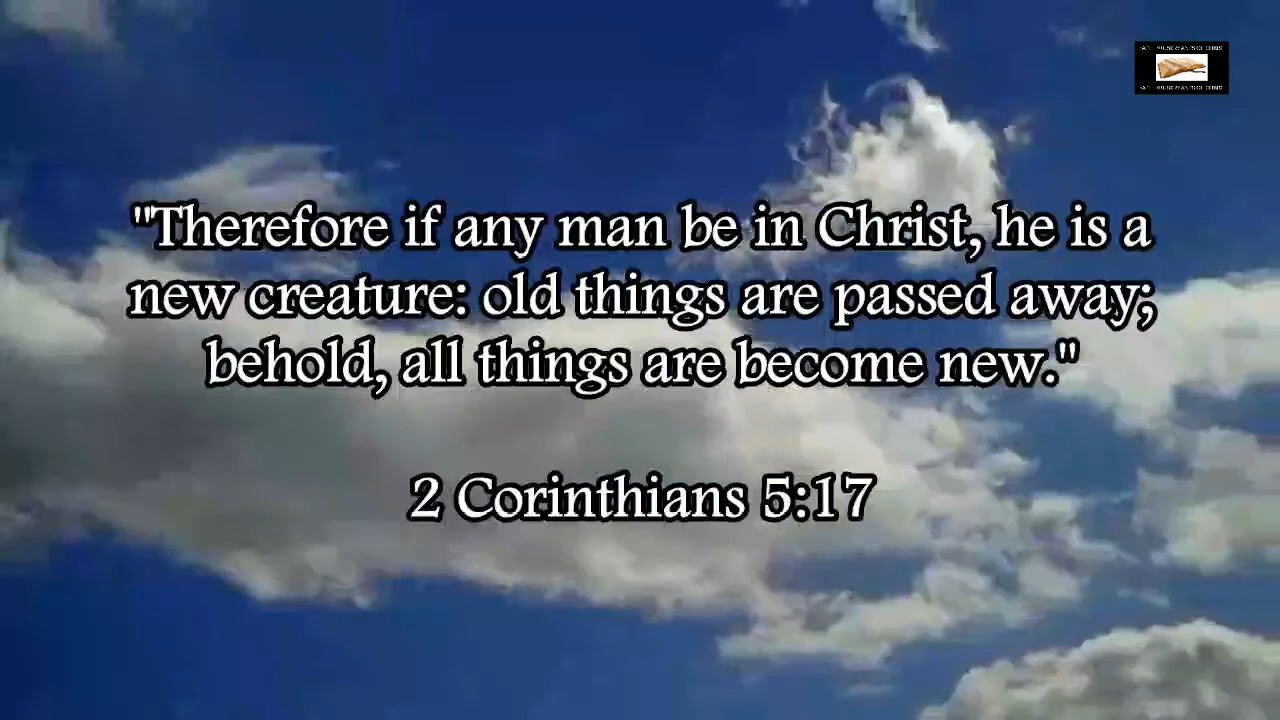 "Therefore if any man be in Christ, he is a
new creature: old things are passed away;
behold, all things are become new."
2 Corinthians 5:17